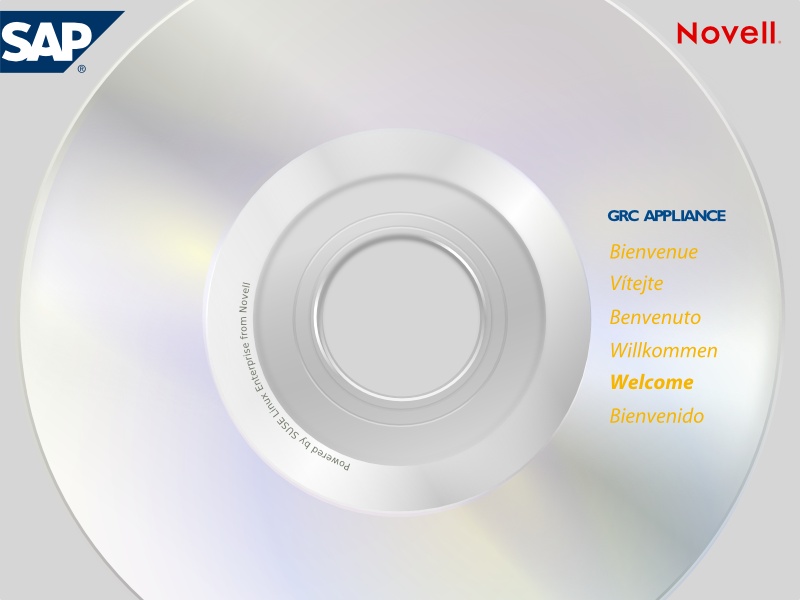 SAP ®
Novell.
GRC APPLIANCE
Bienvenue
Vítejte
Benvenuto
Willkommen
Welcome
Bienvenido
Powered by SUSE Linux Enterprise from Novell